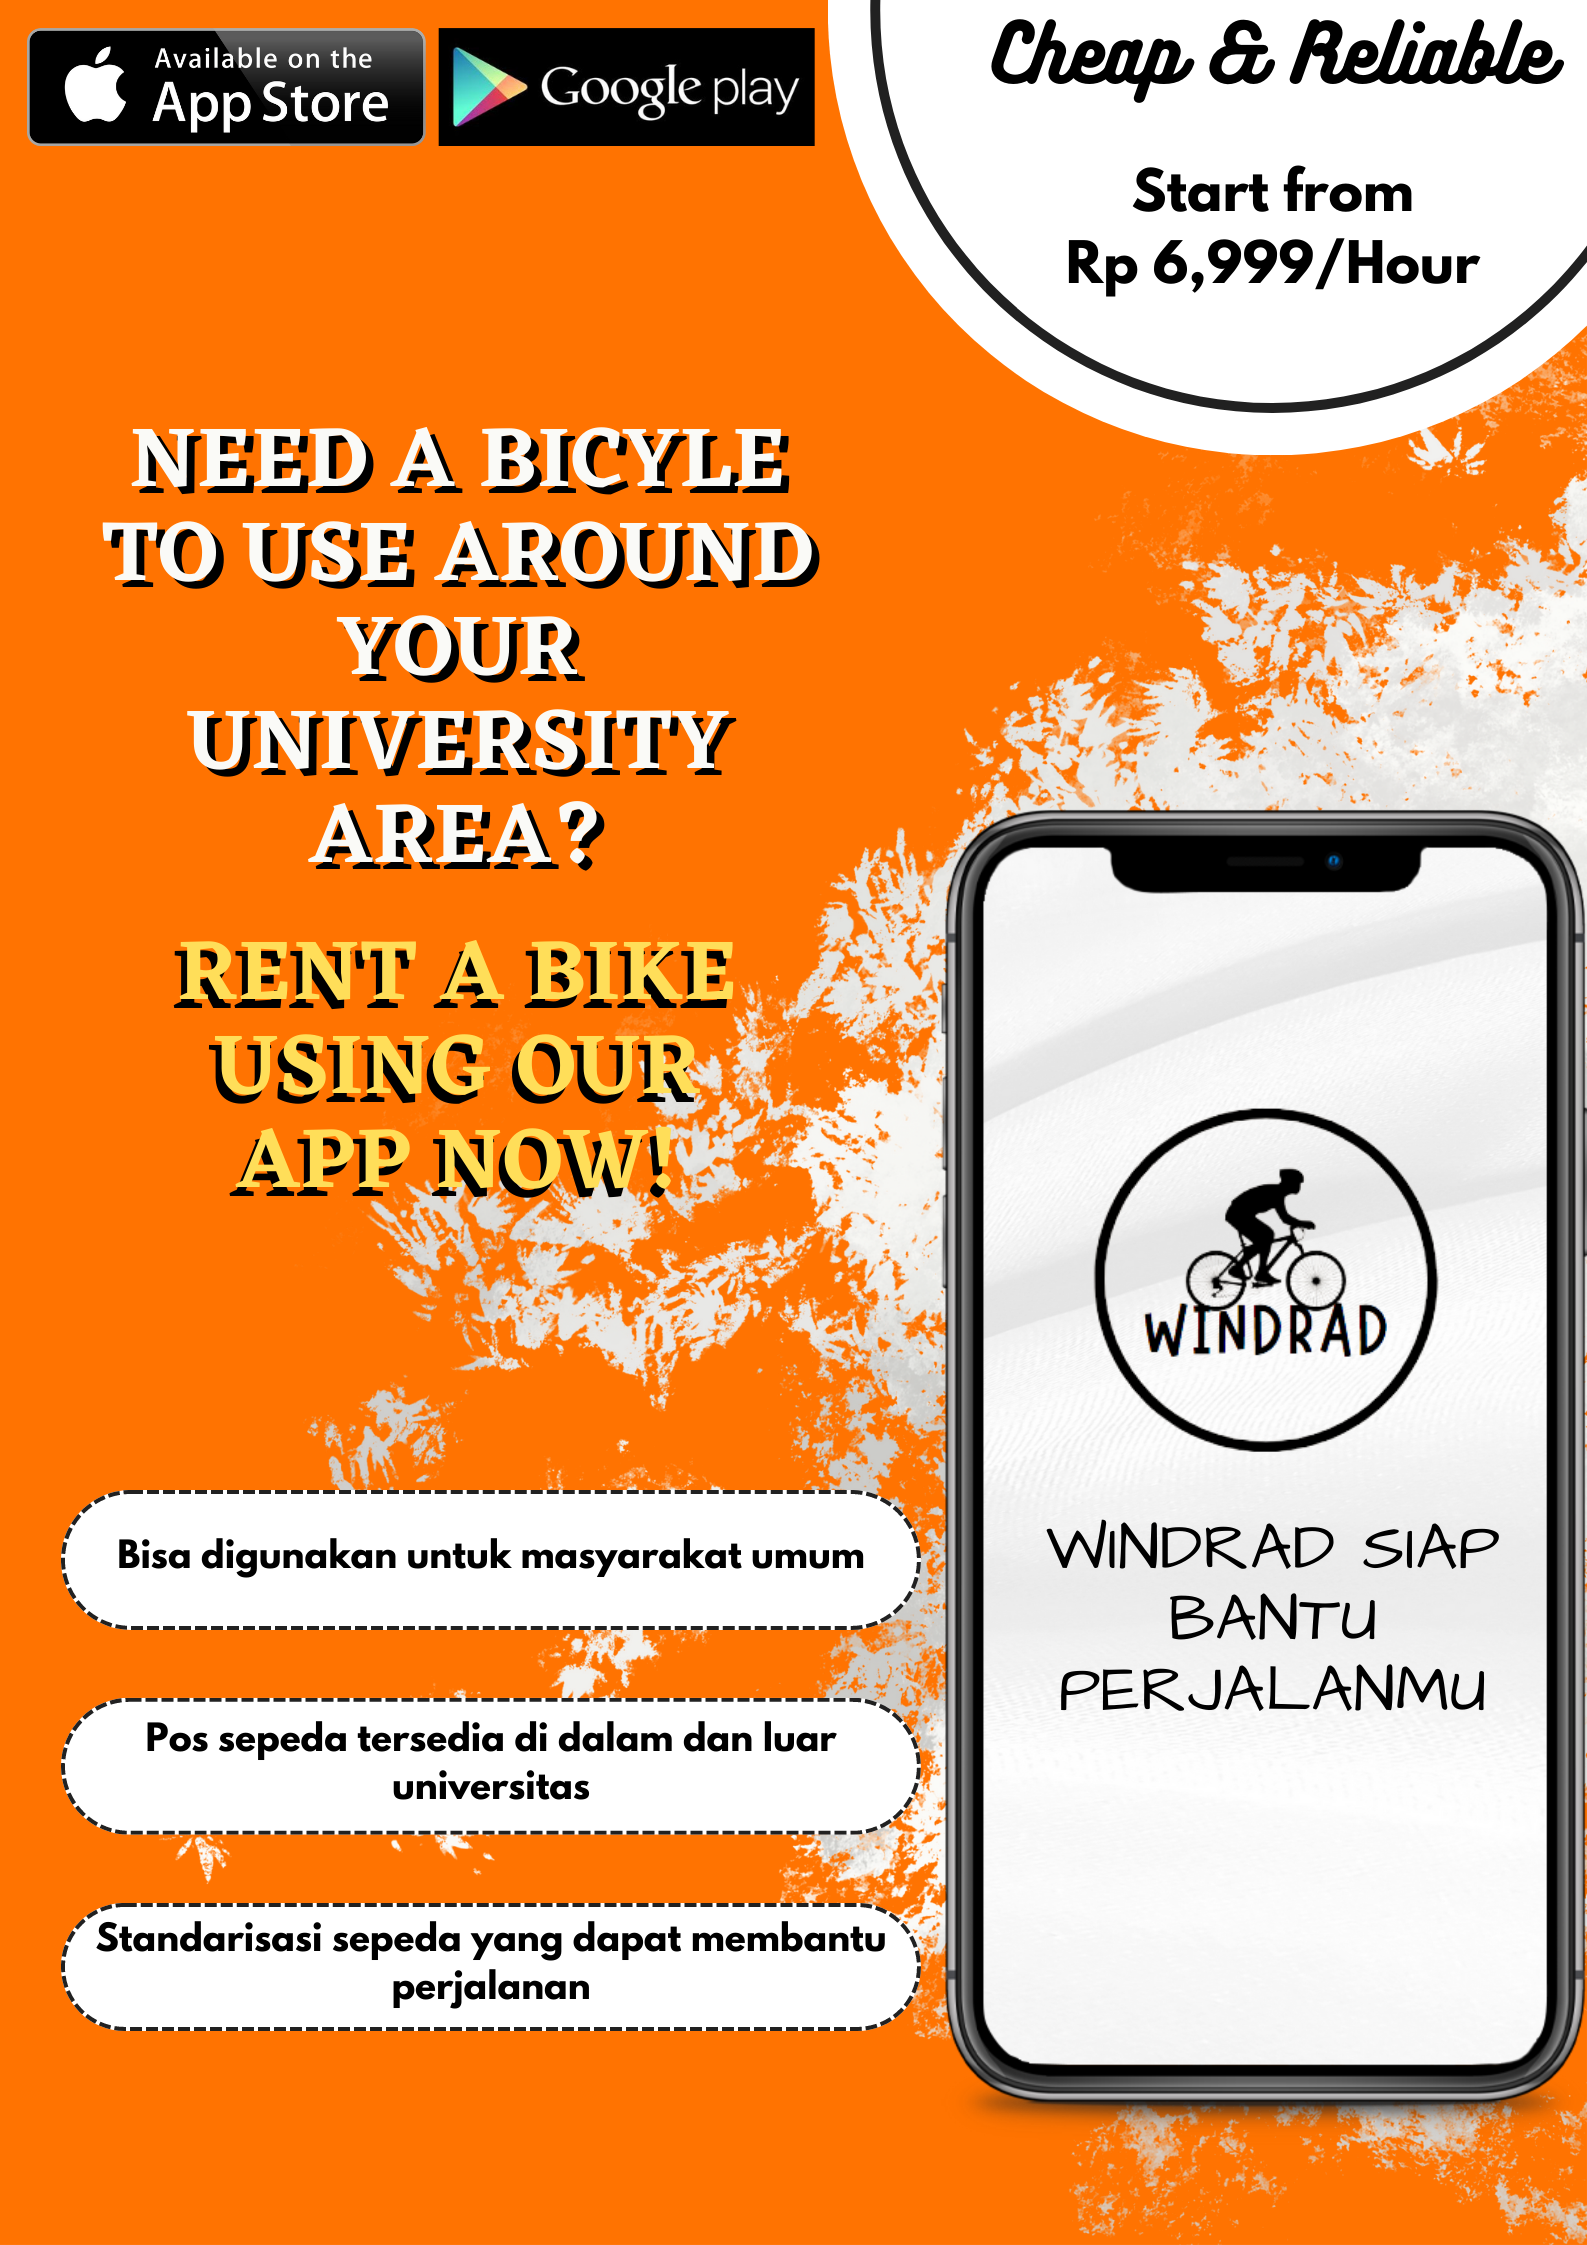 Available on the
App Store
Google play
Cheap & Reliable
Start from
Rp 6,999/Hour
NEED A BICYLE
TO USE AROUND
YOUR
UNIVERSITY
AREA?
RENT A BIKE
USING OUR
APP NOW!
WINDRAD
WINDRAD SIAP
BANTU
PERJALANMU
Bisa digunakan untuk masyarakat umum
Pos sepeda tersedia di dalam dan luar
universitas
Standarisasi sepeda yang dapat membantu
perjalanan